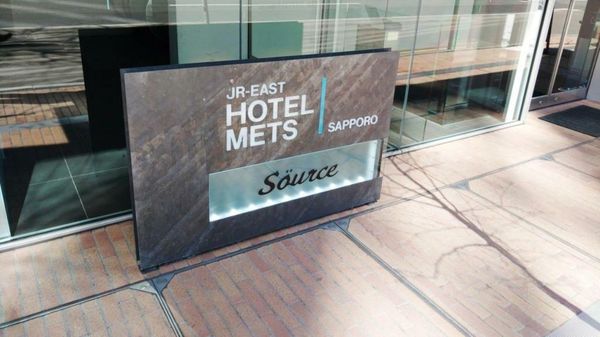 JR-EAST
HOTEL
METS
SAPPORO
Söurce